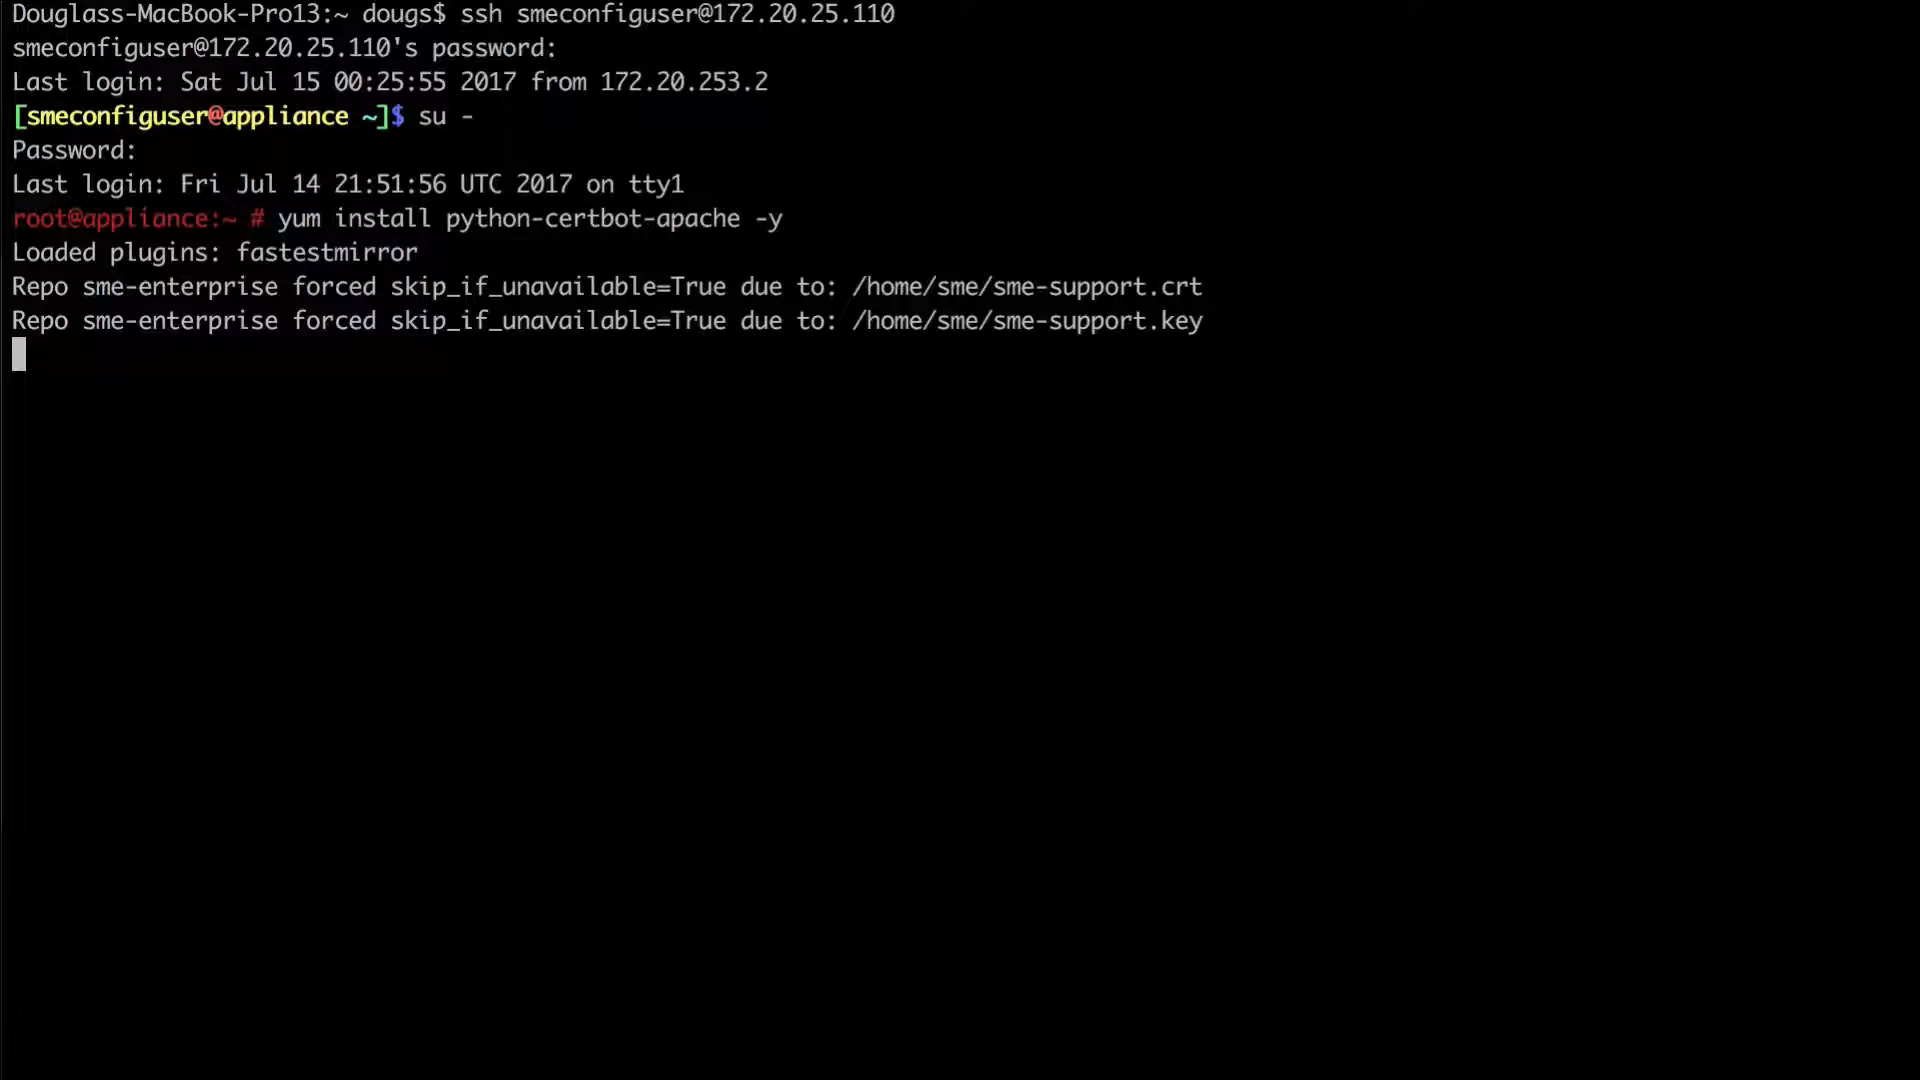 Douglass-MacBook-Pro13:~ dougs$ ssh smeconfiguser@172.20.25.110
smeconfiguser@172.20.25.110's password:
Last login: Sat Jul 15 00:25:55 2017 from 172.20.253.2
[smeconfiguser@appliance ~]$ su -
Password:
Last login: Fri Jul 14 21:51:56 UTC 2017 on tty1
root@appliance:~ # yum install python-certbot-apache -y
Loaded plugins: fastestmirror
Repo sme-enterprise forced skip_if_unavailable=True due to: /home/sme/sme-support.crt
Repo sme-enterprise forced skip_if_unavailable=True due to: /home/sme/sme-support.key